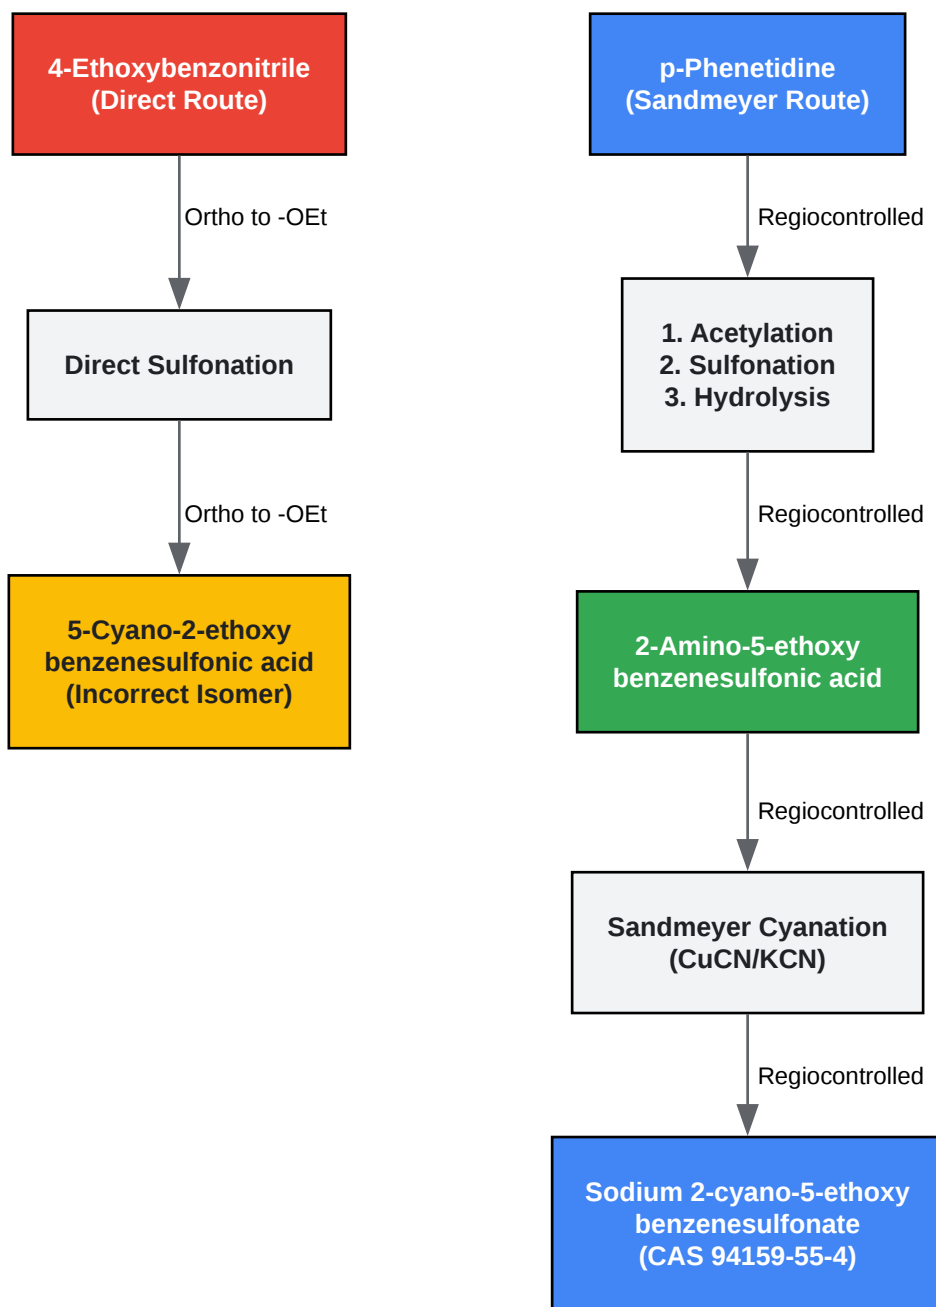 4-Ethoxybenzonitrile
(Direct Route)
Ortho to -OEt
Direct Sulfonation
Ortho to -OEt
5-Cyano-2-ethoxy
benzenesulfonic acid
(Incorrect Isomer)
p-Phenetidine
(Sandmeyer Route)
Regiocontrolled
1. Acetylation
2. Sulfonation
3. Hydrolysis
Regiocontrolled
2-Amino-5-ethoxy
benzenesulfonic acid
Regiocontrolled
Sandmeyer Cyanation
(CuCN/KCN)
Regiocontrolled
Sodium 2-cyano-5-ethoxy
benzenesulfonate
(CAS 94159-55-4)